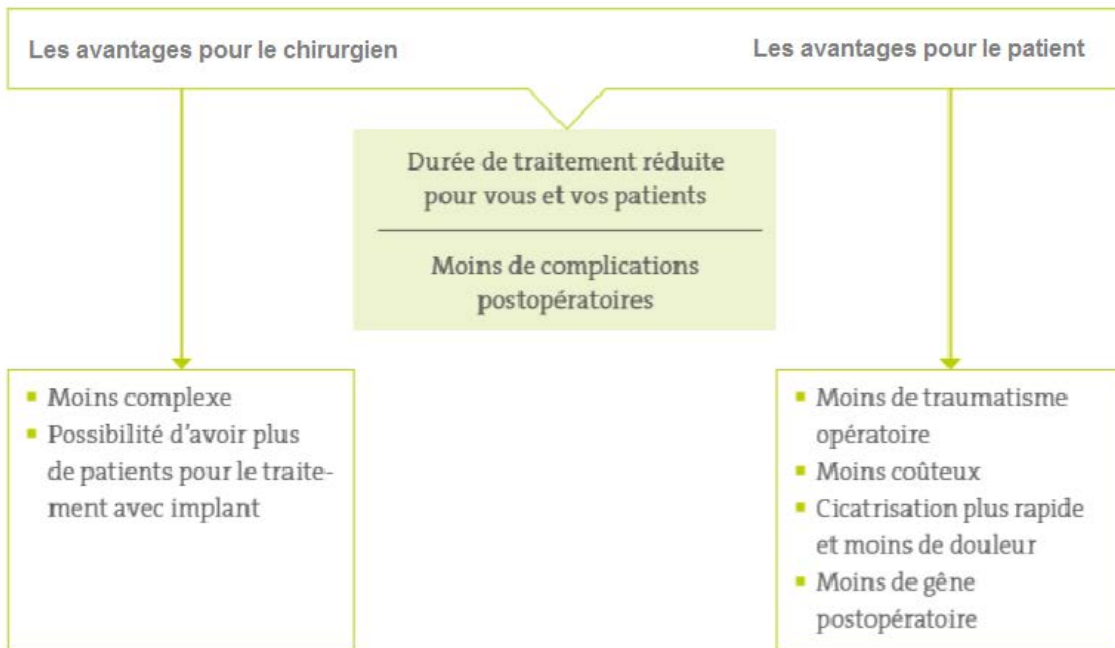 Les avantages pour le chirurgien
Les avantages pour le patient
Durée de traitement réduite
pour vous et vos patients
Moins de complications
postopératoires
Moins complexe
Possibilité d'avoir plus
de patients pour le traite-
ment avec implant
Moins de traumatisme
opératoire
Moins coûteux
Cicatrisation plus rapide
et moins de douleur
Moins de gêne
postopératoire